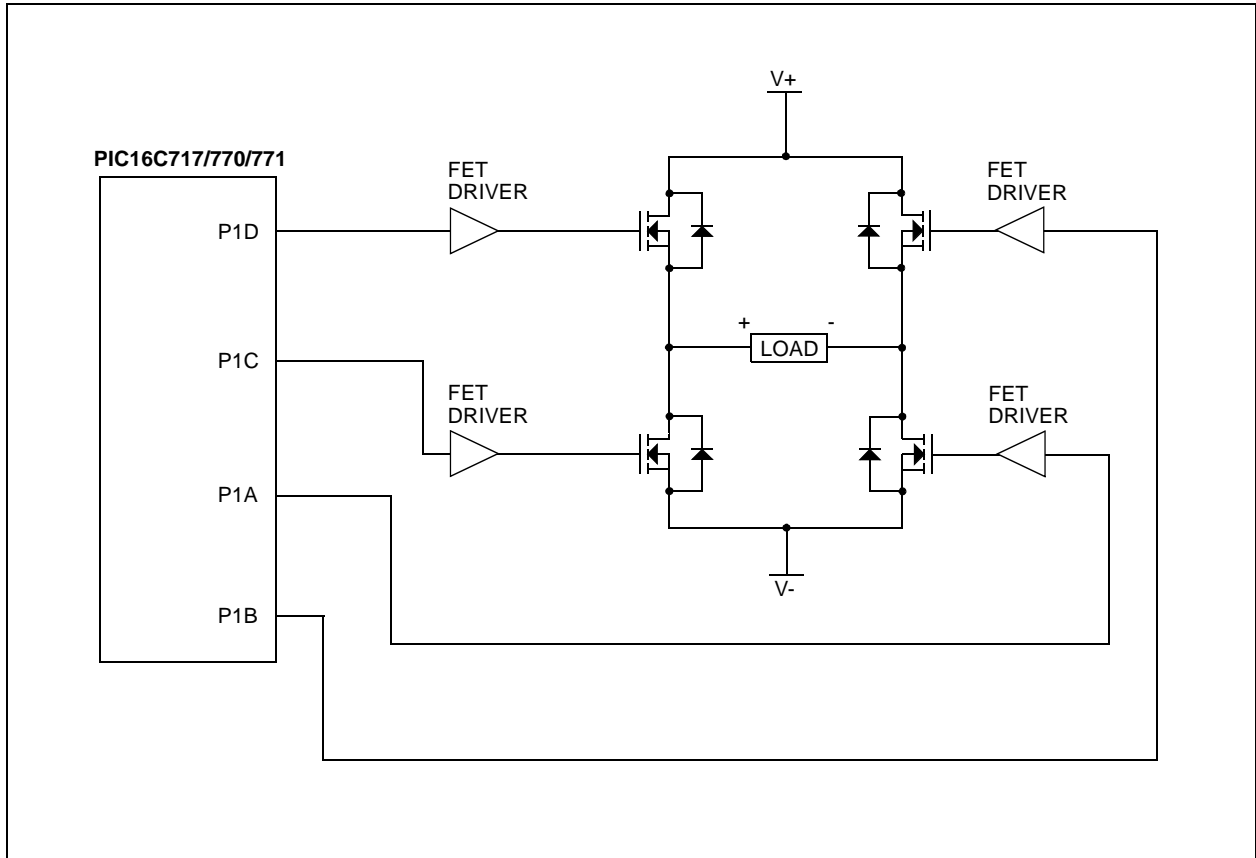 V+
PIC16C717/770/771
FET
DRIVER
FET
DRIVER
P1D
+
-
LOAD
P1C
FET
DRIVER
FET
DRIVER
P1A
V-
P1B